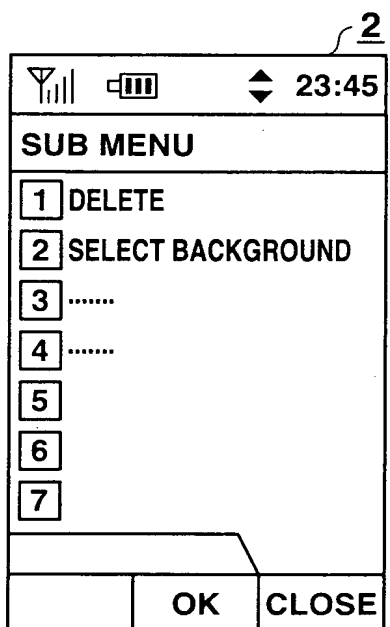 2
23:45
SUB MENU
1 DELETE
2 SELECT BACKGROUND
3 .......
4 .......
5
6
7
OK CLOSE